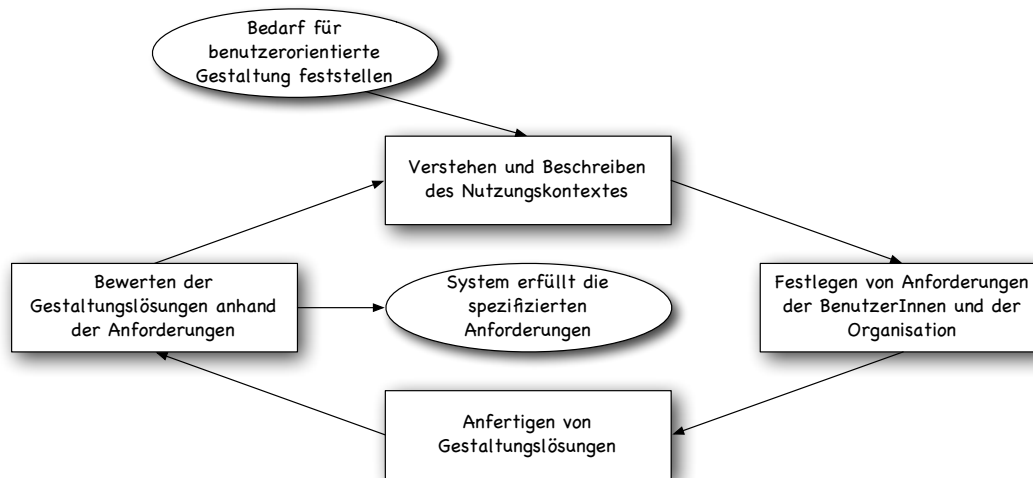 Bedarf für
benutzerorientierte
Gestaltung feststellen
Verstehen und Beschreiben
des Nutzungskontextes
Bewerten der
Gestaltungslösungen anhand
der Anforderungen
System erfüllt die
spezifizierten
Anforderungen
Festlegen von Anforderungen
der BenutzerInnen und der
Organisation
Anfertigen von
Gestaltungslösungen